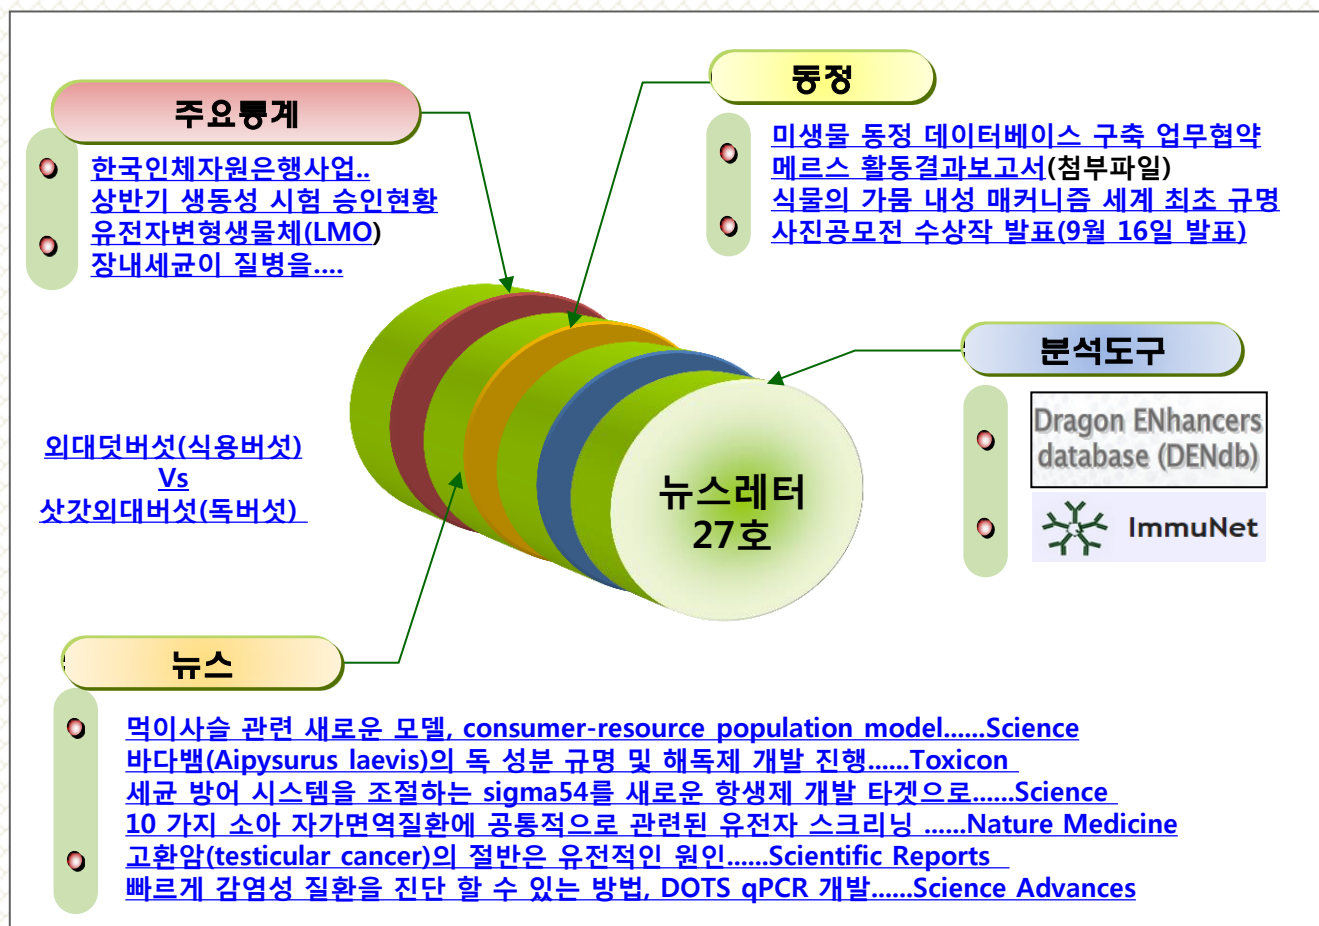 주요통계
한국인체자원은행사업..
상반기 생동성 시험 승인현황
유전자변형생물체(LMO)
장내세균이 질병을....
동정
미생물 동정 데이터베이스 구축 업무협약
메르스 활동결과보고서(첨부파일)
식물의 가뭄 내성 매커니즘 세계 최초 규명
사진공모전 수상작 발표(9월 16일 발표)
분석도구
Dragon ENhancers
database (DENdb)
ImmuNet
외대덧버섯(식용버섯)
Vs
삿갓외대버섯(독버섯)
뉴스레터
27호
뉴스
먹이사슬 관련 새로운 모델, consumer-resource population model......Science
바다뱀(Aipysurus laevis)의 독 성분 규명 및 해독제 개발 진행......Toxicon
세균 방어 시스템을 조절하는 sigma54를 새로운 항생제 개발 타겟으로......Science
10 가지 소아 자가면역질환에 공통적으로 관련된 유전자 스크리닝 ......Nature Medicine
고환암(testicular cancer)의 절반은 유전적인 원인......Scientific Reports
빠르게 감염성 질환을 진단 할 수 있는 방법, DOTS qPCR 개발......Science Advances